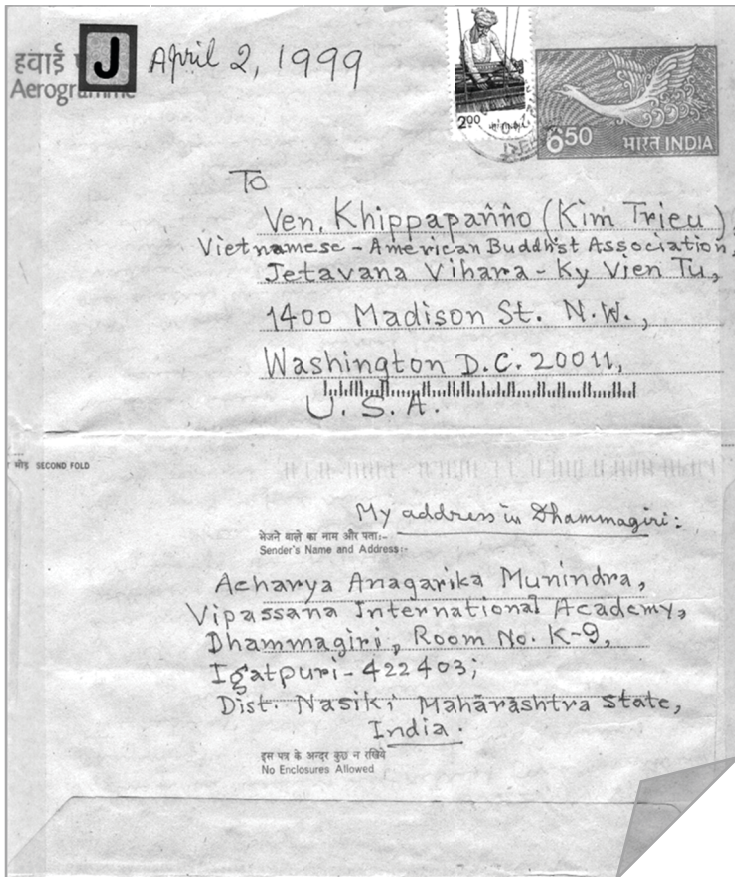 हवाई
J April 2, 1999
Aerogramme
2.00
6.50 भारत INDIA
To
Ven. Khippapañño (Kim Trieu),
Vietnamese - American Buddhist Association,
Jetavana Vihara - Ky Vien Tu,
1400 Madison St. N.W.,
Washington D.C. 20011,
U.S.A.
मोड़ SECOND FOLD
My address in Dhammagiri:
भेजने वाले का नाम और पता:-
Sender's Name and Address:-
Acharya Anagarika Munindra,
Vipassana International Academy,
Dhammagiri, Room No. K-9,
Igatpuri - 422403;
Dist. Nasik; Maharashtra State,
India.
इस पत्र के अन्दर कुछ न रखिये
No Enclosures Allowed